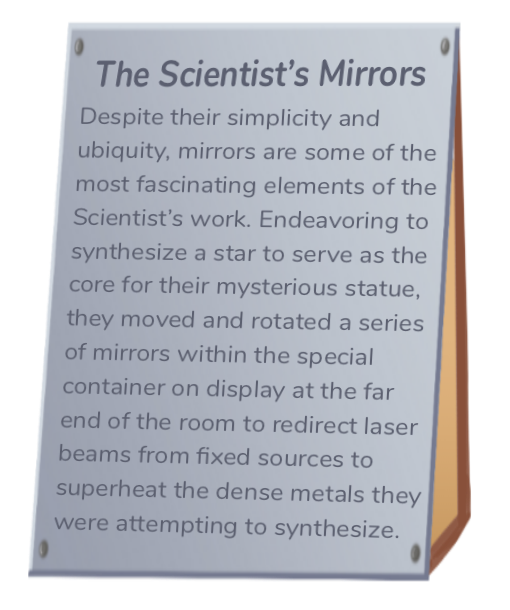 The Scientist's Mirrors
Despite their simplicity and
ubiquity, mirrors are some of the
most fascinating elements of the
Scientist's work. Endeavoring to
synthesize a star to serve as the
core for their mysterious statue,
they moved and rotated a series
of mirrors within the special
container on display at the far
end of the room to redirect laser
beams from fixed sources to
superheat the dense metals they
were attempting to synthesize.